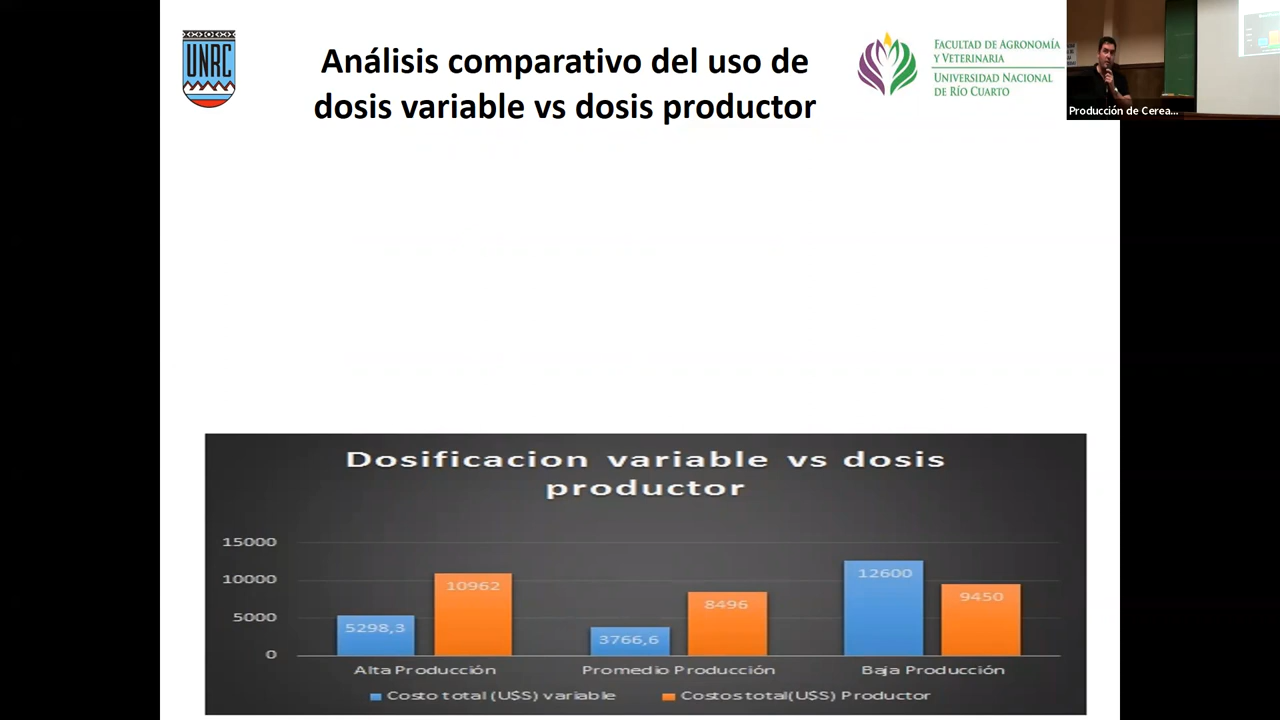 UNRC
Análisis comparativo del uso de
dosis variable vs dosis productor
FACULTAD DE AGRONOMÍA
Y VETERINARIA
UNIVERSIDAD NACIONAL
DE RÍO CUARTO
Producción de Cerea...
Dosificacion variable vs dosis
productor
15000
10000
5000
0
5298,3
10962
3766,6
8496
12600
9450
Alta Producción
Promedio Producción
Baja Producción
Costo total (U$S) variable
Costos total(U$S) Productor